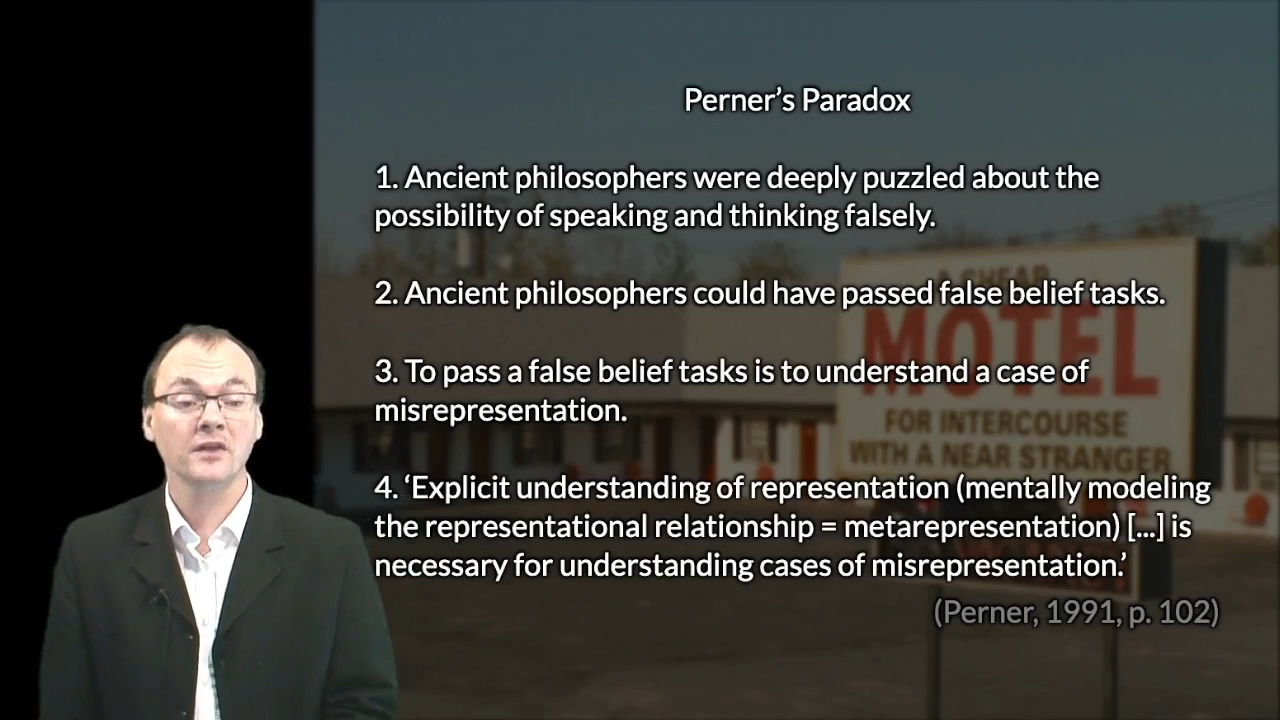 Perner’s Paradox
1. Ancient philosophers were deeply puzzled about the
possibility of speaking and thinking falsely.
2. Ancient philosophers could have passed false belief tasks.
3. To pass a false belief tasks is to understand a case of
misrepresentation.
4. ‘Explicit understanding of representation (mentally modeling
the representational relationship = metarepresentation) [...] is
necessary for understanding cases of misrepresentation.’
(Perner, 1991, p. 102)
MOTEL
FOR INTERCOURSE
WITH A NEAR STRANGER